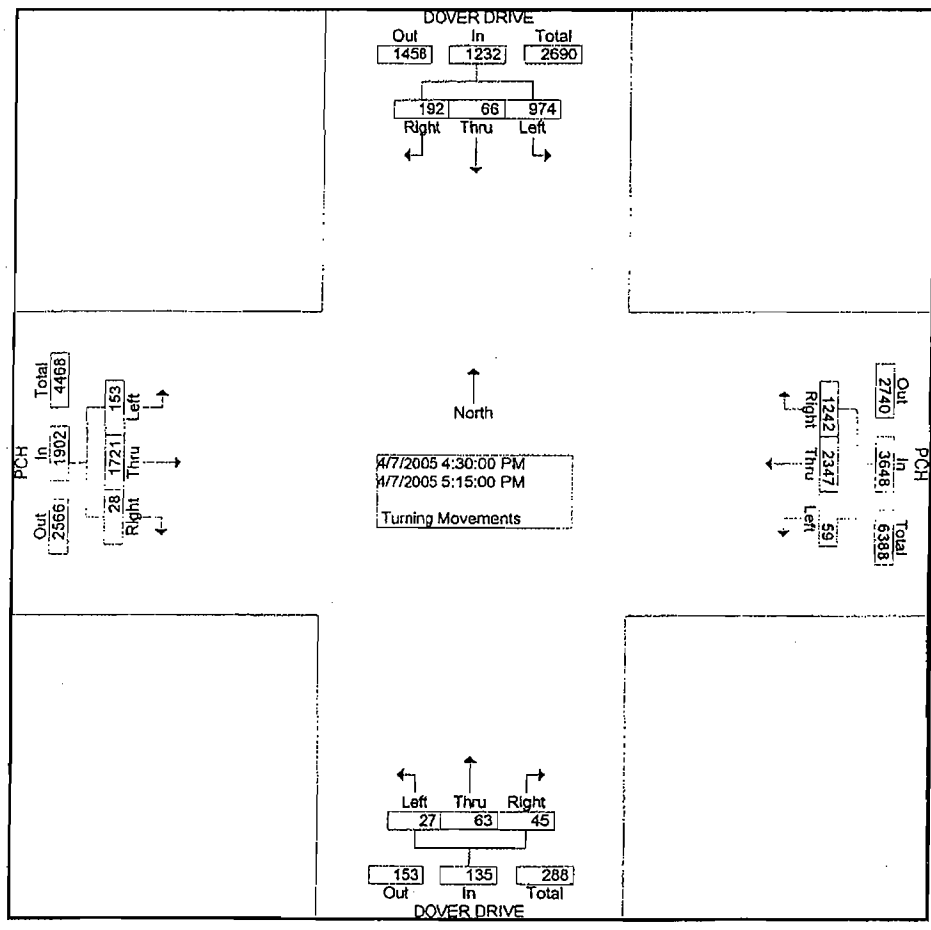 DOVER DRIVE
Out In Total
1458 1232 2690
192 66 974
Right Thru Left
PCH
Total In Out
4468 1902 2566
153 1721 28
Left Thru Right
North
4/7/2005 4:30:00 PM
4/7/2005 5:15:00 PM
Turning Movements
PCH
Out In Total
2740 3648 6388
1242 2347 59
Right Thru Left
Left Thru Right
27 63 45
153 135 288
Out In Total
DOVER DRIVE